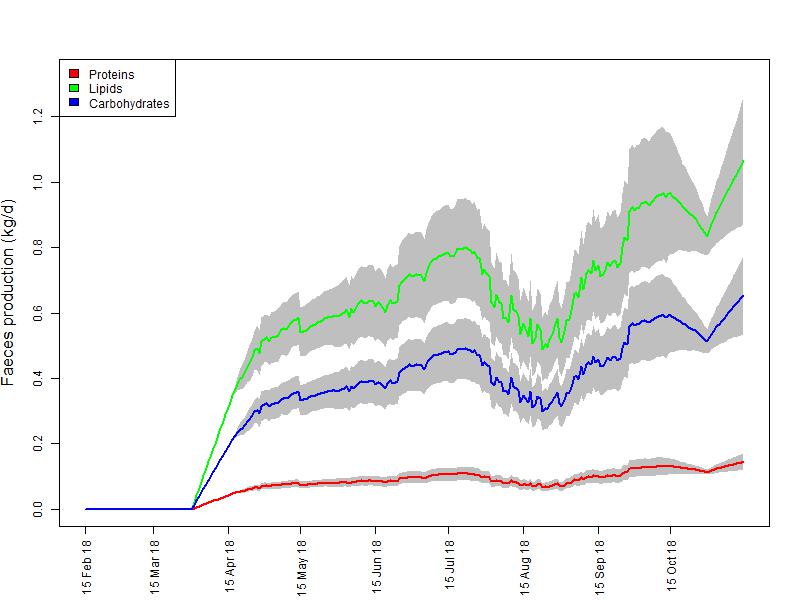 Proteins
Lipids
Carbohydrates
Faeces production (kg/d)
1.2
1.0
0.8
0.6
0.4
0.2
0.0
15 Feb 18
15 Mar 18
15 Apr 18
15 May 18
15 Jun 18
15 Jul 18
15 Aug 18
15 Sep 18
15 Oct 18